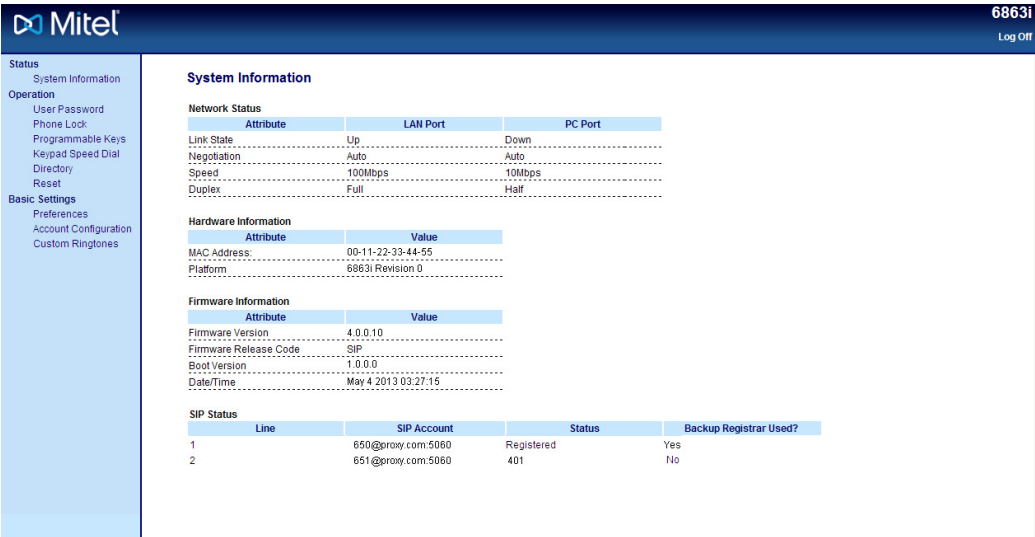 Mitel
6863i
Log Off
Status
System Information
Operation
User Password
Phone Lock
Programmable Keys
Keypad Speed Dial
Directory
Reset
Basic Settings
Preferences
Account Configuration
Custom Ringtones
System Information
Network Status
Attribute LAN Port PC Port
Link State Up Down
Negotiation Auto Auto
Speed 100Mbps 10Mbps
Duplex Full Half
Hardware Information
Attribute Value
MAC Address: 00-11-22-33-44-55
Platform 6863i Revision 0
Firmware Information
Attribute Value
Firmware Version 4.0.0.10
Firmware Release Code SIP
Boot Version 1.0.0.0
Date/Time May 4 2013 03:27:15
SIP Status
Line SIP Account Status Backup Registrar Used?
1 650@proxy.com:5060 Registered Yes
2 651@proxy.com:5060 401 No